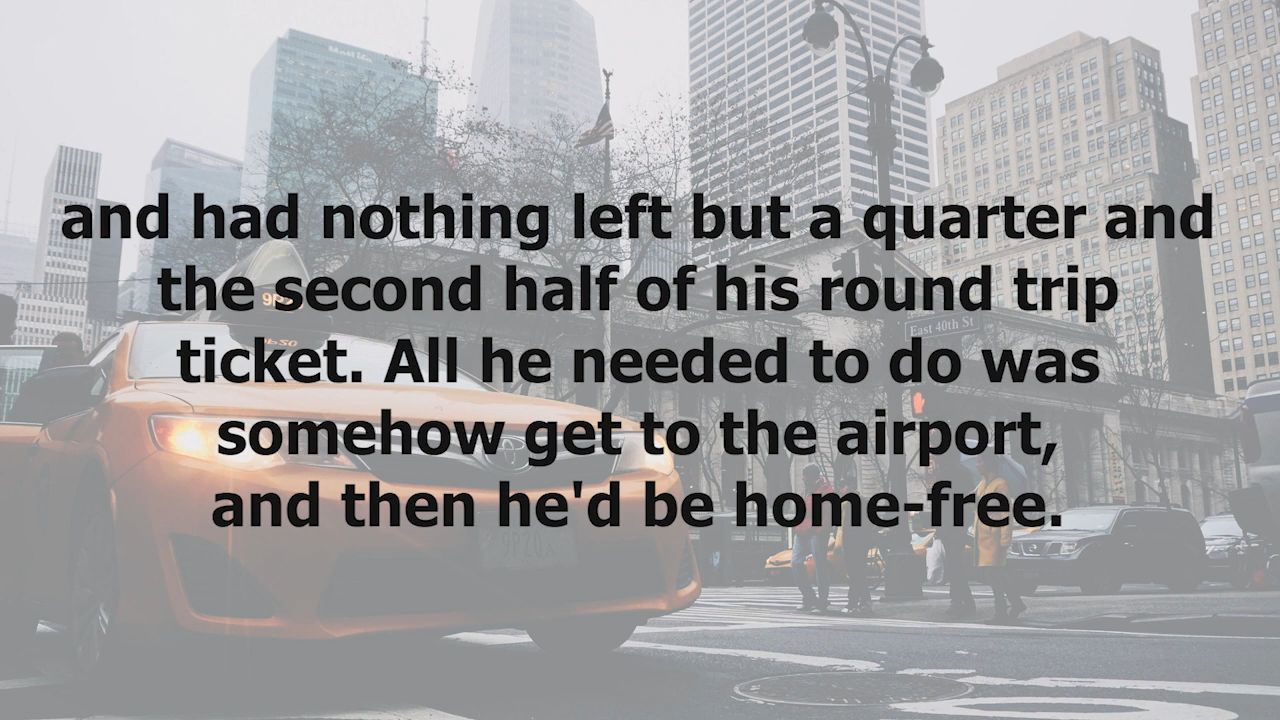 and had nothing left but a quarter and
the second half of his round trip
ticket. All he needed to do was
somehow get to the airport,
and then he'd be home-free.
East 40th St
9P20